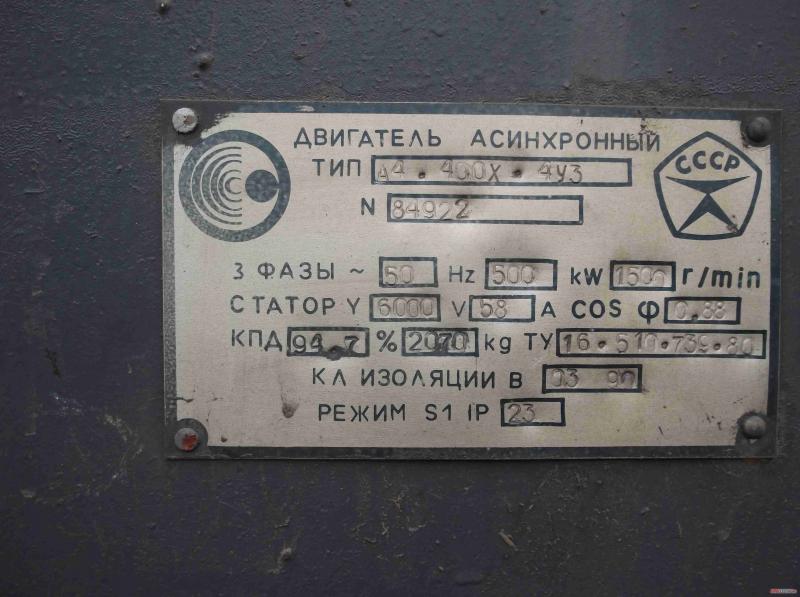 ДВИГАТЕЛЬ АСИНХРОННЫЙ
ТИП А4.400Х.4У3
СССР
N 84922
3 ФАЗЫ ~ 50 Hz 500 kW 1500 r/min
СТАТОР Y 6000 V 58 A COS φ 0.88
КПД 94.7 % 2070 kg ТУ 16.510.739.80
КЛ ИЗОЛЯЦИИ В 03 90
РЕЖИМ S1 IP 23